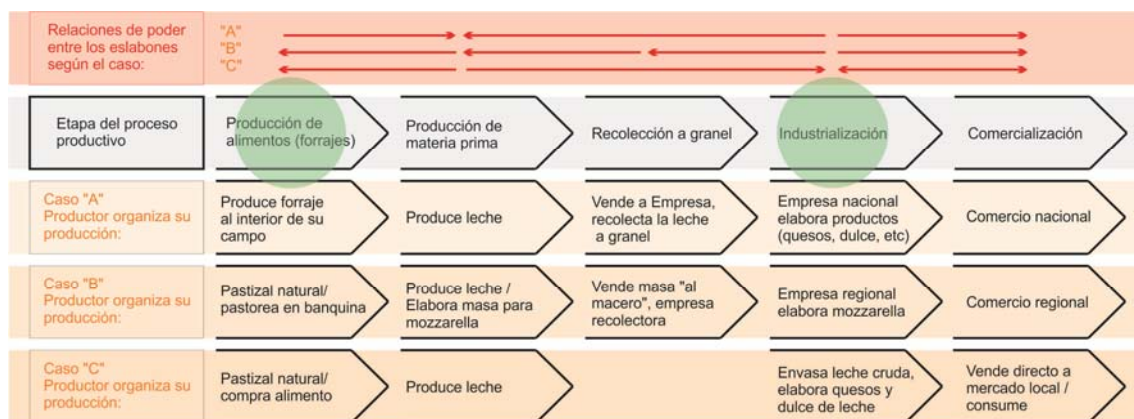 Relaciones de poder
entre los eslabones
según el caso:
"A"
"B"
"C"
Etapa del proceso
productivo
Producción de
alimentos (forrajes)
Producción de
materia prima
Recolección a granel
Industrialización
Comercialización
Caso "A"
Productor organiza su
producción:
Produce forraje
al interior de su
campo
Produce leche
Vende a Empresa,
recolecta la leche
a granel
Empresa nacional
elabora productos
(quesos, dulce, etc)
Comercio nacional
Caso "B"
Productor organiza su
producción:
Pastizal natural/
pastorea en banquina
Produce leche /
Elabora masa para
mozzarella
Vende masa "al
macero", empresa
recolectora
Empresa regional
elabora mozzarella
Comercio regional
Caso "C"
Productor organiza su
producción:
Pastizal natural/
compra alimento
Produce leche
Envasa leche cruda,
elabora quesos y
dulce de leche
Vende directo a
mercado local /
consume